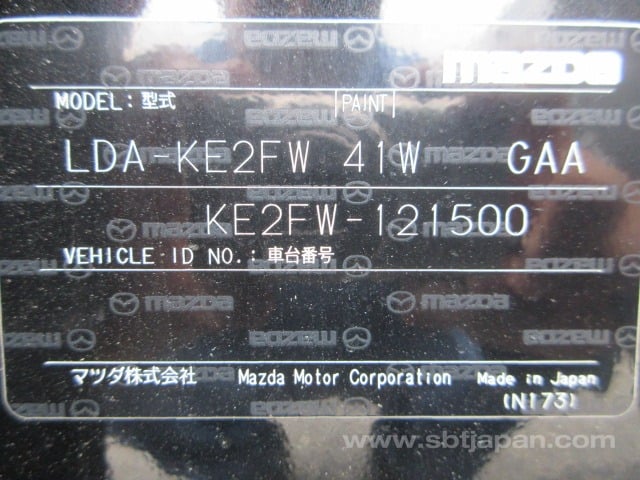 mazda
MODEL: 型式 PAINT
LDA-KE2FW 41W GAA
KE2FW-121500
VEHICLE ID NO.: 車台番号
マツダ株式会社 Mazda Motor Corporation Made in Japan
(N173)
www.sbtjapan.com